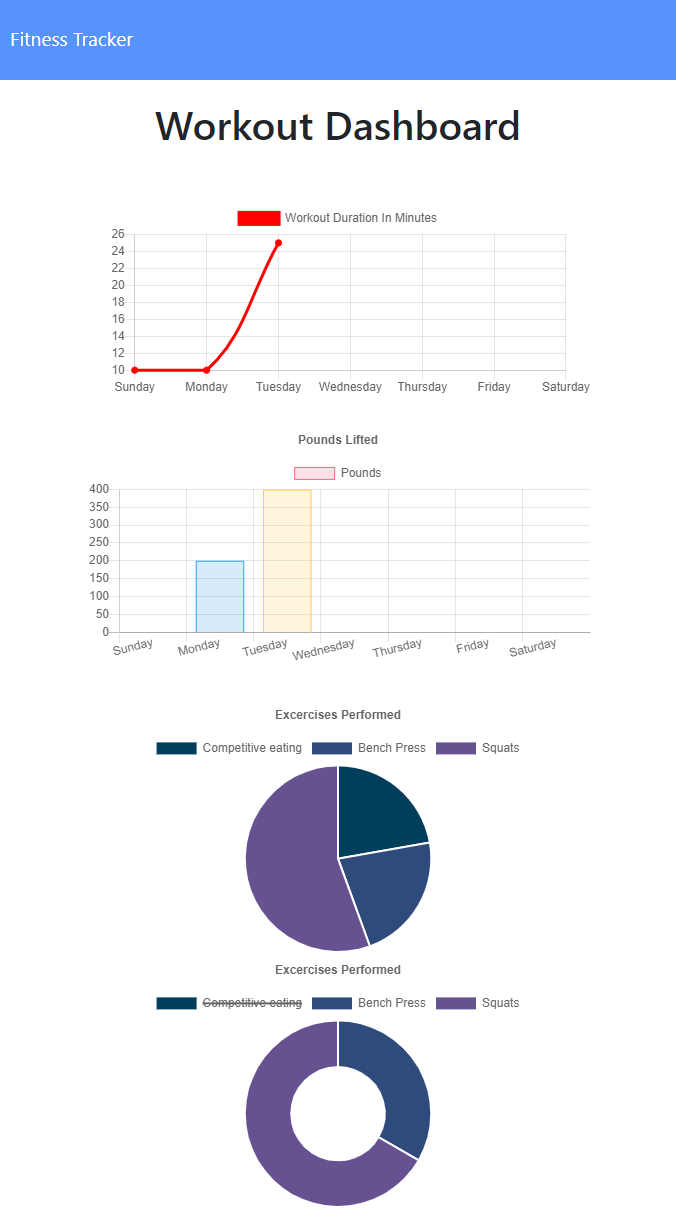 Fitness Tracker
Workout Dashboard
Workout Duration In Minutes
26
24
22
20
18
16
14
12
10
Sunday Monday Tuesday Wednesday Thursday Friday Saturday
Pounds Lifted
Pounds
400
350
300
250
200
150
100
50
0
Sunday Monday Tuesday Wednesday Thursday Friday Saturday
Excercises Performed
Competitive eating Bench Press Squats
Excercises Performed
Competitive eating Bench Press Squats